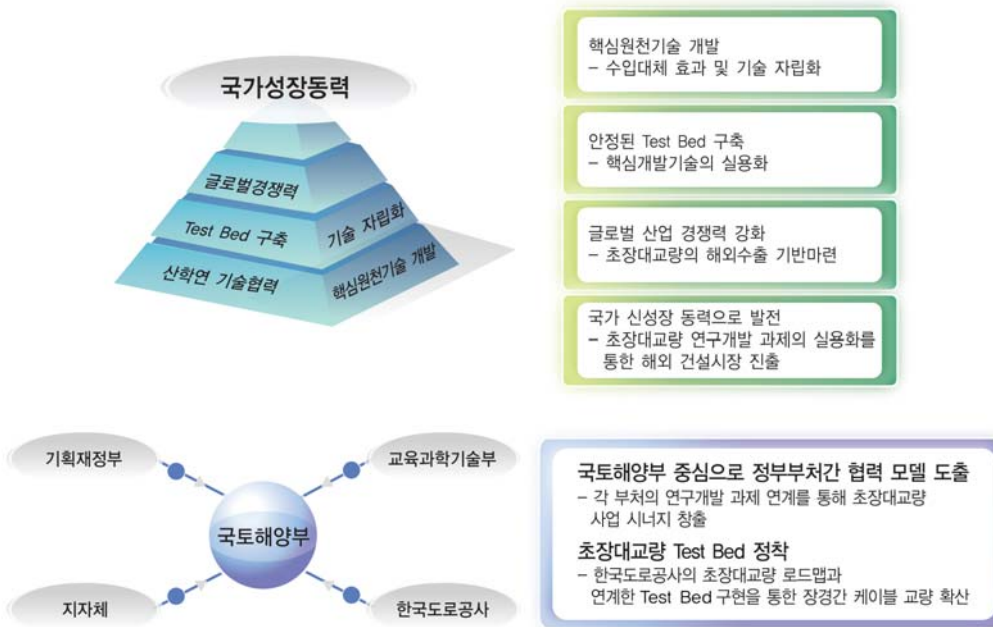 국가성장동력
글로벌경쟁력
Test Bed 구축
기술 자립화
산학연 기술협력
핵심원천기술 개발
핵심원천기술 개발
– 수입대체 효과 및 기술 자립화
안정된 Test Bed 구축
– 핵심개발기술의 실용화
글로벌 산업 경쟁력 강화
– 초장대교량의 해외수출 기반마련
국가 신성장 동력으로 발전
– 초장대교량 연구개발 과제의 실용화를
통한 해외 건설시장 진출
기획재정부
교육과학기술부
국토해양부
지자체
한국도로공사
국토해양부 중심으로 정부부처간 협력 모델 도출
– 각 부처의 연구개발 과제 연계를 통해 초장대교량
사업 시너지 창출
초장대교량 Test Bed 정착
– 한국도로공사의 초장대교량 로드맵과
연계한 Test Bed 구현을 통한 장경간 케이블 교량 확산